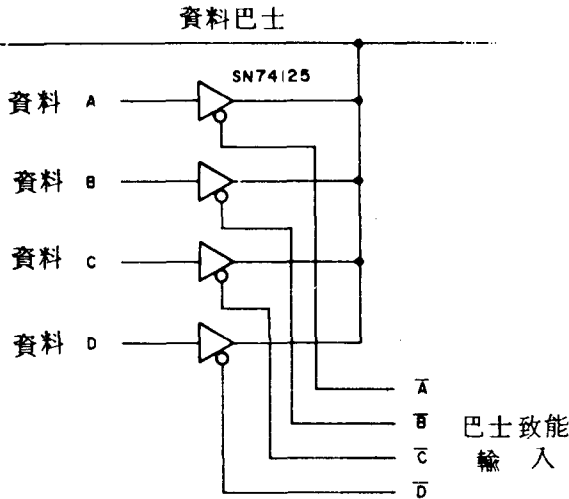 資料巴士
SN74125
資料 A
資料 B
資料 C
資料 D
A̅
B̅
C̅
D̅
巴士致能
輸 入